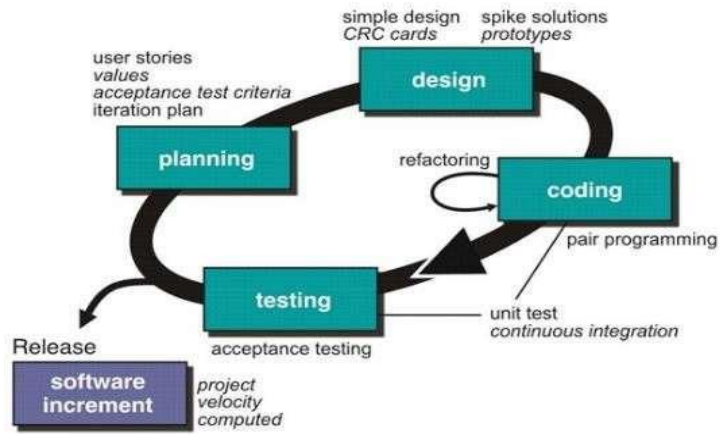 simple design
CRC cards
spike solutions
prototypes
user stories
values
acceptance test criteria
iteration plan
design
planning
refactoring
coding
pair programming
testing
unit test
continuous integration
acceptance testing
Release
software
increment
project
velocity
computed